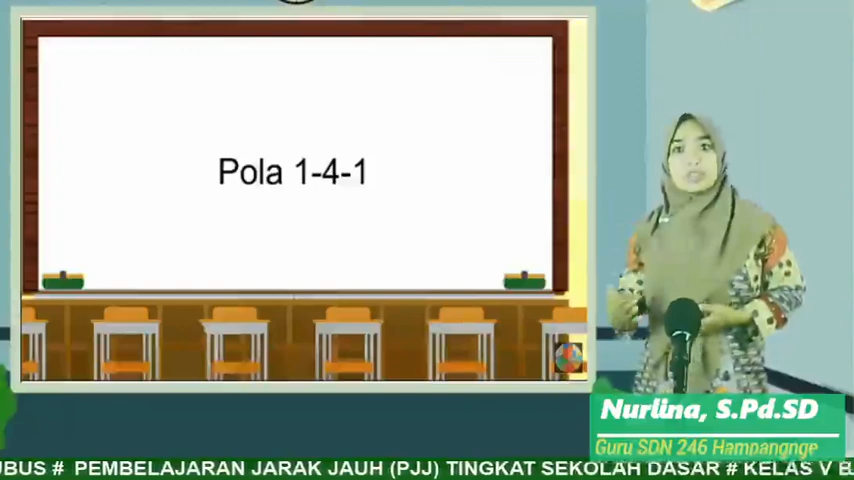 Pola 1-4-1
Nurlina, S.Pd.SD
Guru SDN 246 Hampangnge
UBUS # PEMBELAJARAN JARAK JAUH (PJJ) TINGKAT SEKOLAH DASAR # KELAS V